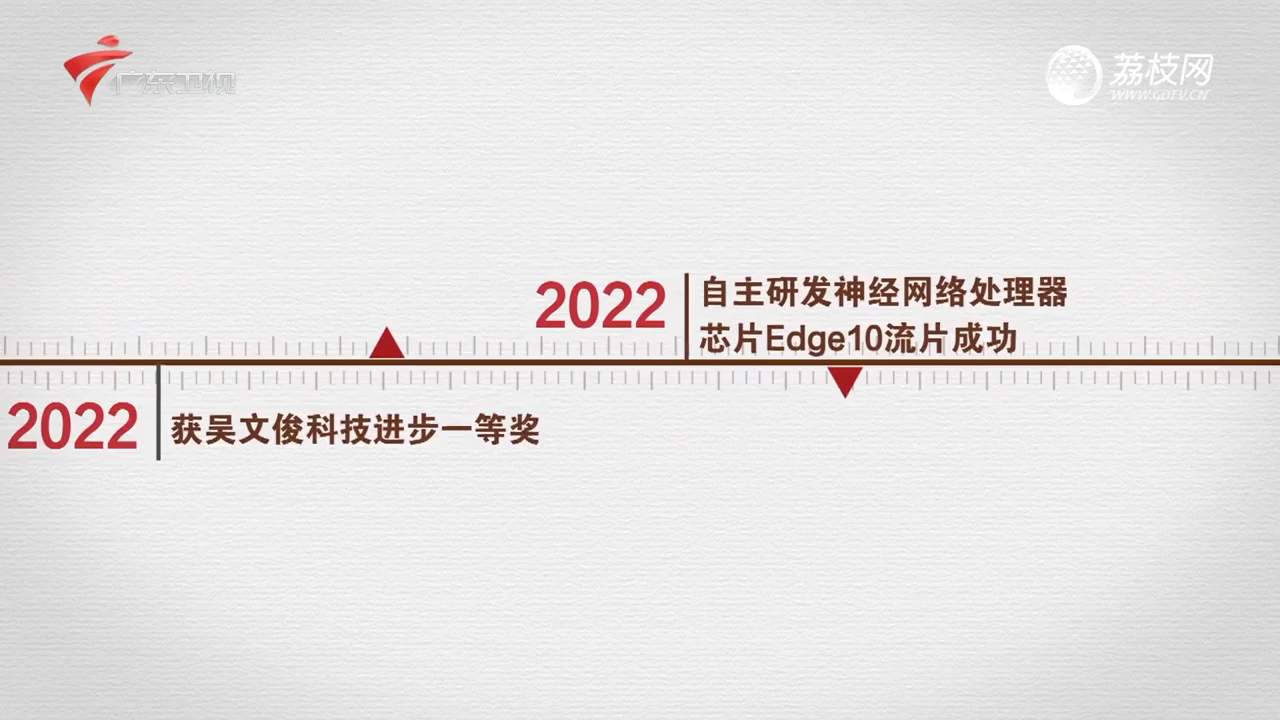 广东卫视
荔枝网
WWW.GDTV.CN
2022
自主研发神经网络处理器
芯片Edge10流片成功
2022
获吴文俊科技进步一等奖